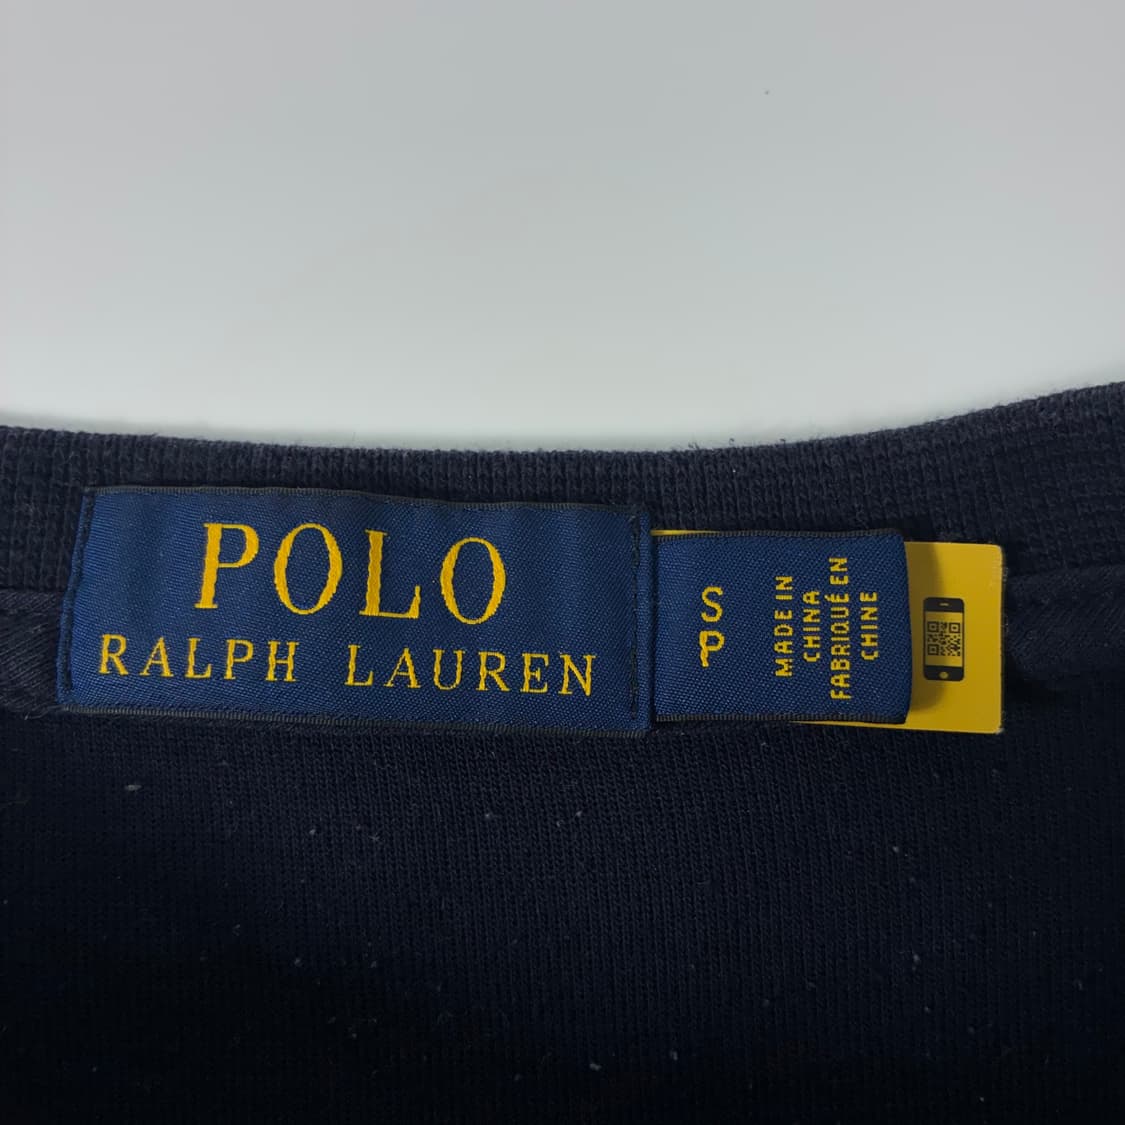 POLO
RALPH LAUREN
S
P
MADE IN
CHINA
FABRIQUÉ EN
CHINE